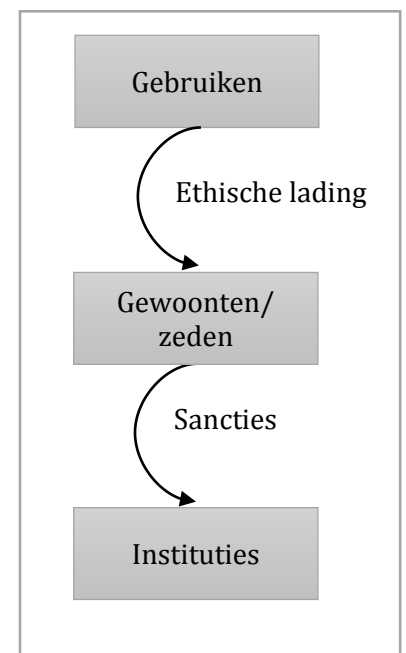 Gebruiken
Ethische lading
Gewoonten/
zeden
Sancties
Instituties